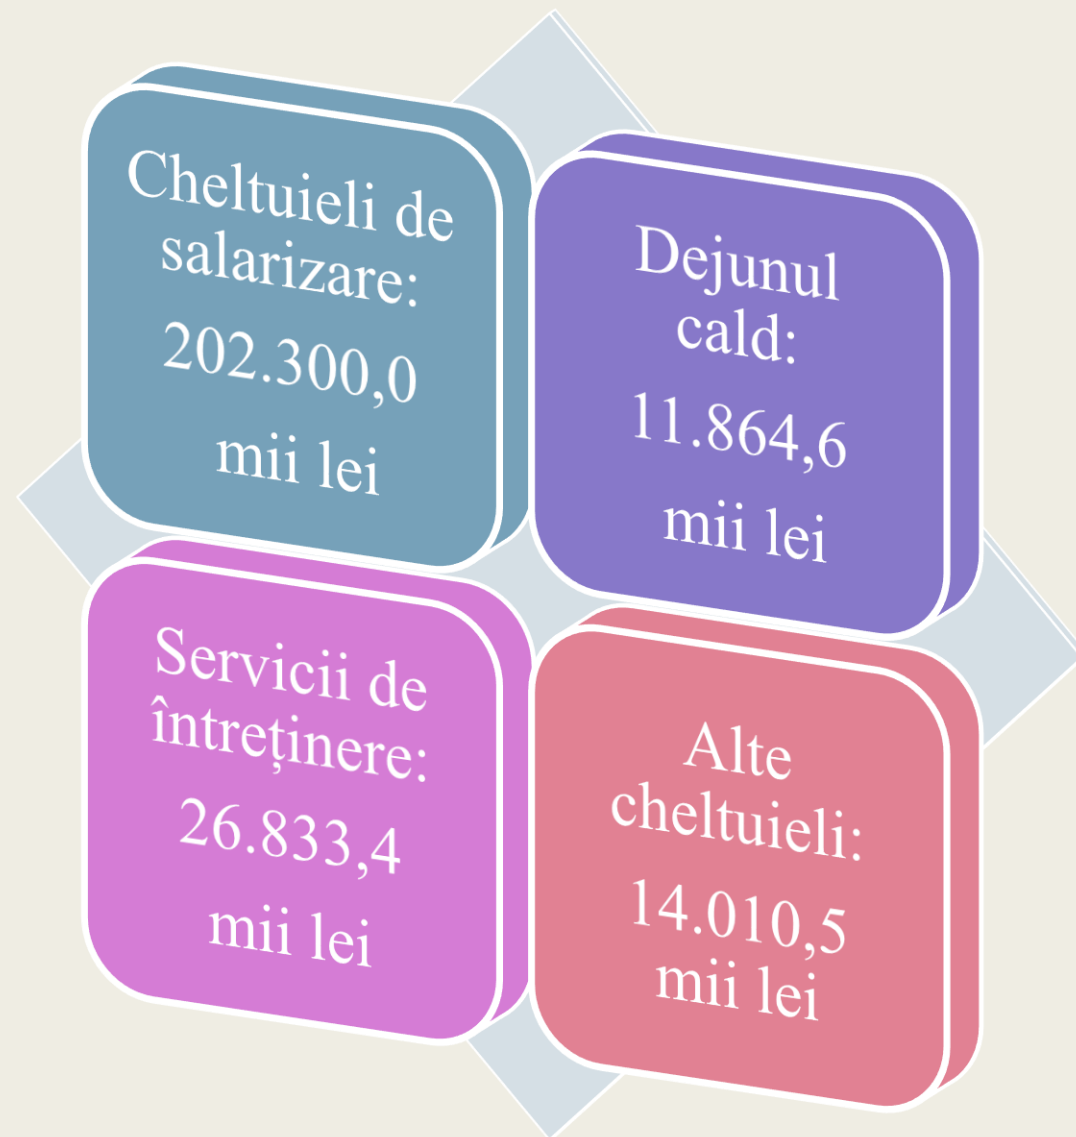 Cheltuieli de
salarizare:
202.300,0
mii lei
Dejunul
cald:
11.864,6
mii lei
Servicii de
întreținere:
26.833,4
mii lei
Alte
cheltuieli:
14.010,5
mii lei